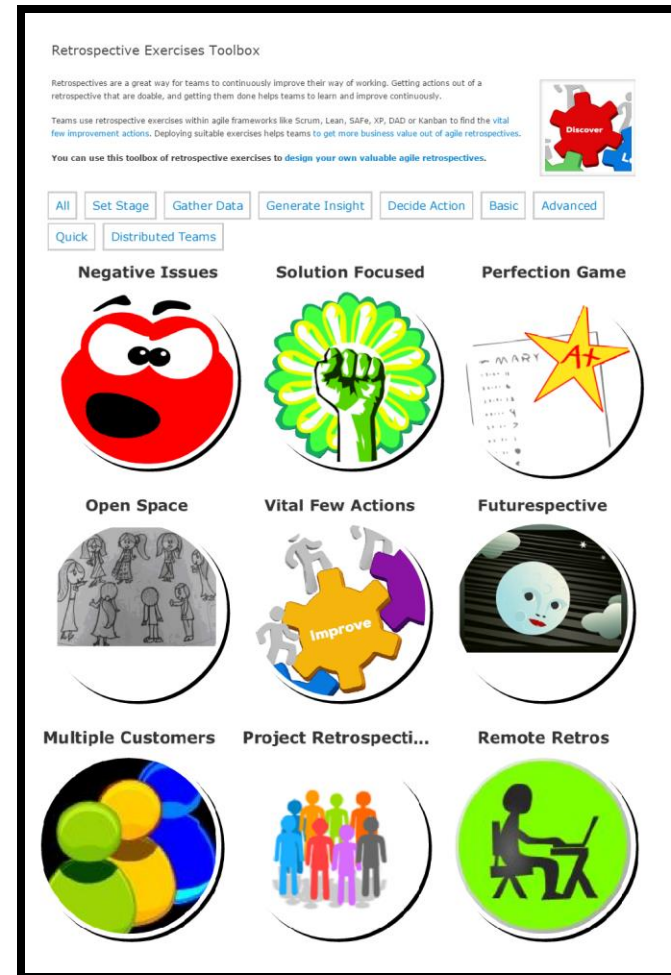 Retrospective Exercises Toolbox
Retrospectives are a great way for teams to continuously improve their way of working. Getting actions out of a
retrospective that are doable, and getting them done helps teams to learn and improve continuously.
Teams use retrospective exercises within agile frameworks like Scrum, Lean, SAFe, XP, DAD or Kanban to find the vital
few improvement actions. Deploying suitable exercises helps teams to get more business value out of agile retrospectives.
You can use this toolbox of retrospective exercises to design your own valuable agile retrospectives.
Discover
All Set Stage Gather Data Generate Insight Decide Action Basic Advanced
Quick Distributed Teams
Negative Issues Solution Focused Perfection Game
MARY
A+
Open Space Vital Few Actions Futurespective
Improve
Multiple Customers Project Retrospecti... Remote Retros